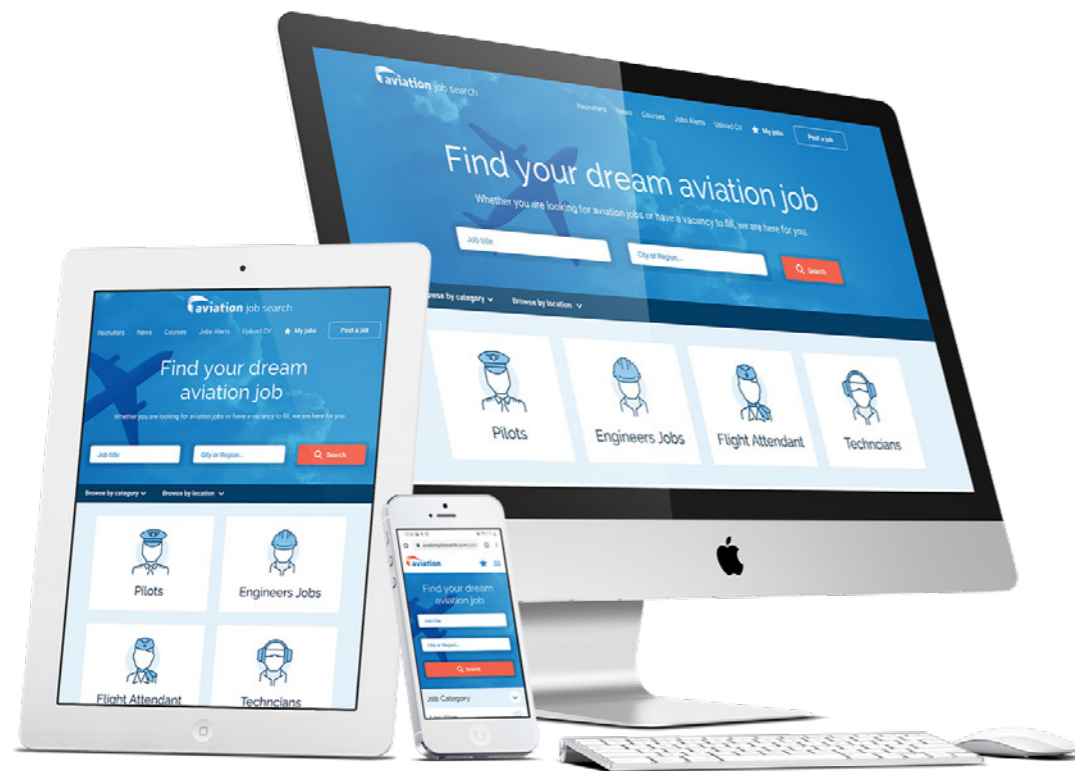 aviation job search
Recruiters News Courses Jobs Alerts Upload CV My jobs Post a job
Find your dream aviation job
Whether you are looking for aviation jobs or have a vacancy to fill, we are here for you.
Job title
City or Region...
Search
Browse by category Browse by location
Pilots
Engineers Jobs
Flight Attendant
Techncians
aviation job search
Recruiters News Courses Jobs Alerts Upload CV My jobs Post a job
Find your dream
aviation job
Whether you are looking for aviation jobs or have a vacancy to fill, we are here for you.
Job title
City or Region...
Search
Browse by category Browse by location
Pilots
Engineers Jobs
Flight Attendant
Techncians
aviation
Find your dream
aviation job
Job title
City or Region...
Search
Job Category